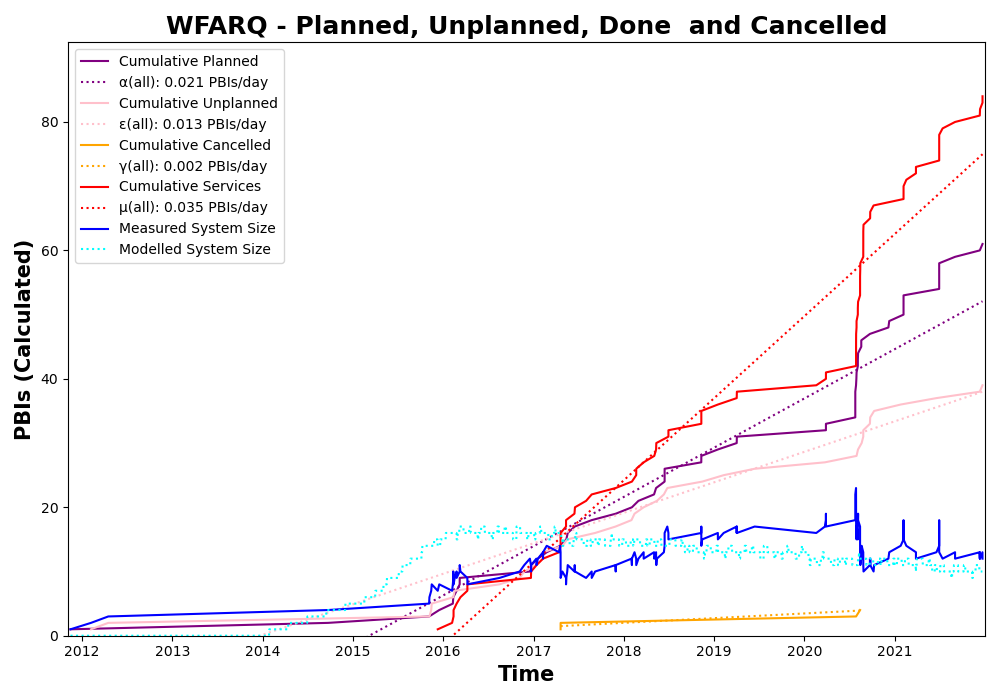 WFARQ - Planned, Unplanned, Done  and Cancelled
Cumulative Planned
α(all): 0.021 PBIs/day
Cumulative Unplanned
ε(all): 0.013 PBIs/day
Cumulative Cancelled
γ(all): 0.002 PBIs/day
Cumulative Services
μ(all): 0.035 PBIs/day
Measured System Size
Modelled System Size
PBIs (Calculated)
80
60
40
20
0
2012 2013 2014 2015 2016 2017 2018 2019 2020 2021
Time